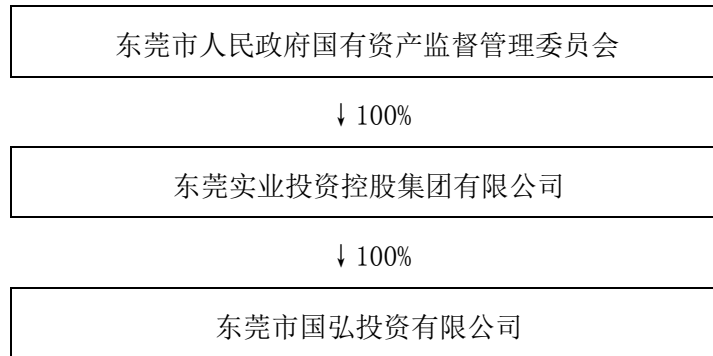 东莞市人民政府国有资产监督管理委员会
↓100%
东莞实业投资控股集团有限公司
↓100%
东莞市国弘投资有限公司